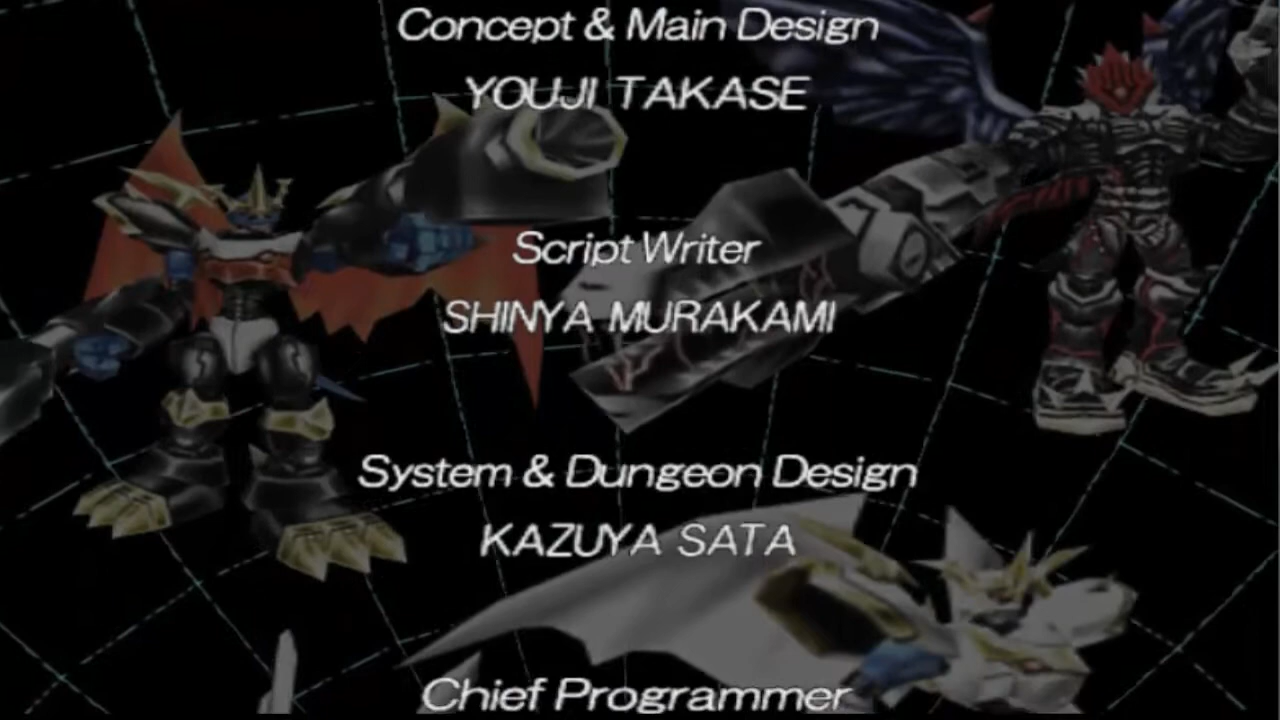 Concept & Main Design
YOUJI TAKASE
Script Writer
SHINYA MURAKAMI
System & Dungeon Design
KAZUYA SATA
Chief Programmer